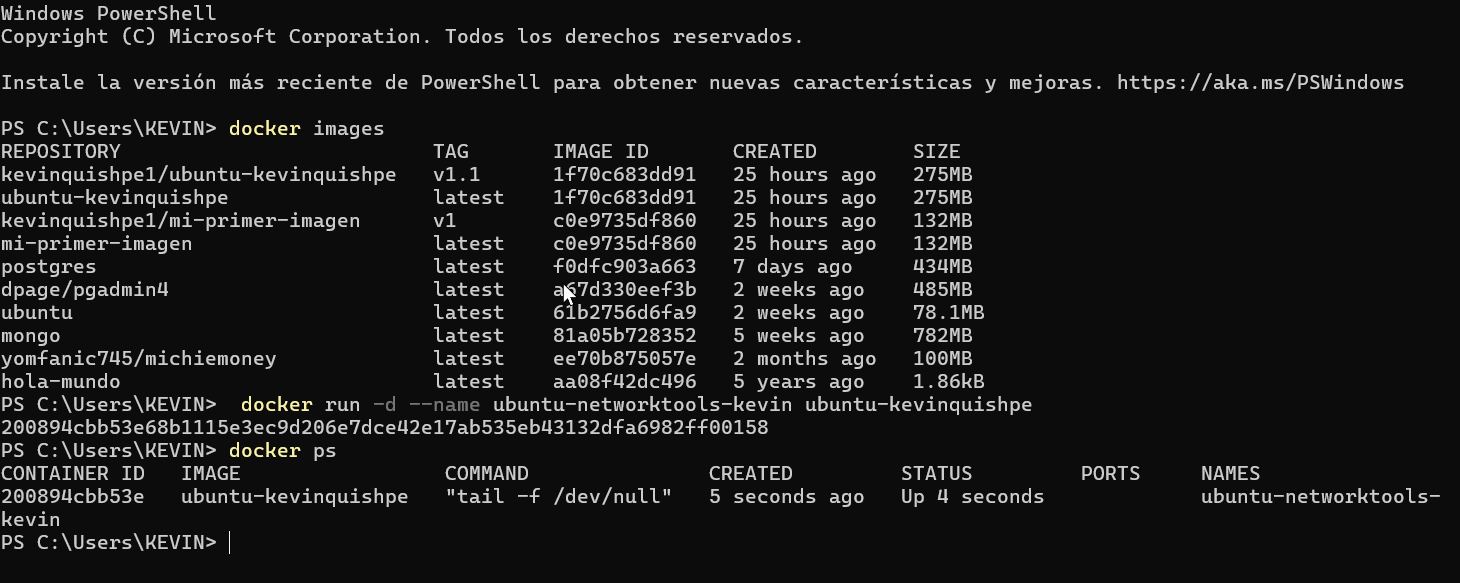 Windows PowerShell
Copyright (C) Microsoft Corporation. Todos los derechos reservados.
Instale la versión más reciente de PowerShell para obtener nuevas características y mejoras. https://aka.ms/PSWindows
PS C:\Users\KEVIN> docker images
REPOSITORY TAG IMAGE ID CREATED SIZE
kevinquishpe1/ubuntu-kevinquishpe v1.1 1f70c683dd91 25 hours ago 275MB
ubuntu-kevinquishpe latest 1f70c683dd91 25 hours ago 275MB
kevinquishpe1/mi-primer-imagen v1 c0e9735df860 25 hours ago 132MB
mi-primer-imagen latest c0e9735df860 25 hours ago 132MB
postgres latest f0dfc903a663 7 days ago 434MB
dpage/pgadmin4 latest a67d330eef3b 2 weeks ago 485MB
ubuntu latest 61b2756d6fa9 2 weeks ago 78.1MB
mongo latest 81a05b728352 5 weeks ago 782MB
yomfanic745/michiemoney latest ee70b875057e 2 months ago 100MB
hola-mundo latest aa08f42dc496 5 years ago 1.86kB
PS C:\Users\KEVIN>  docker run -d --name ubuntu-networktools-kevin ubuntu-kevinquishpe
200894cbb53e68b1115e3ec9d206e7dce42e17ab535eb43132dfa6982ff00158
PS C:\Users\KEVIN> docker ps
CONTAINER ID IMAGE COMMAND CREATED STATUS PORTS NAMES
200894cbb53e ubuntu-kevinquishpe "tail -f /dev/null" 5 seconds ago Up 4 seconds ubuntu-networktools-
kevin
PS C:\Users\KEVIN>